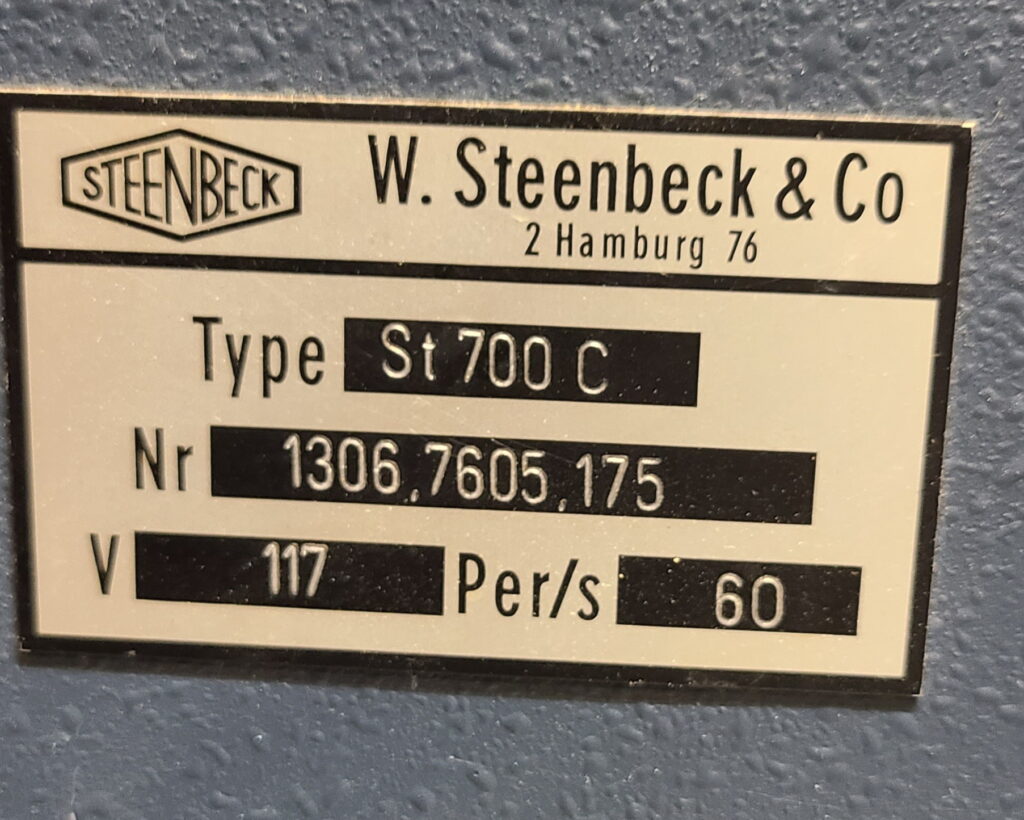 STEENBECK
W. Steenbeck & Co
2 Hamburg 76
Type St 700 C
Nr 1306.7605.175
V 117 Per/s 60